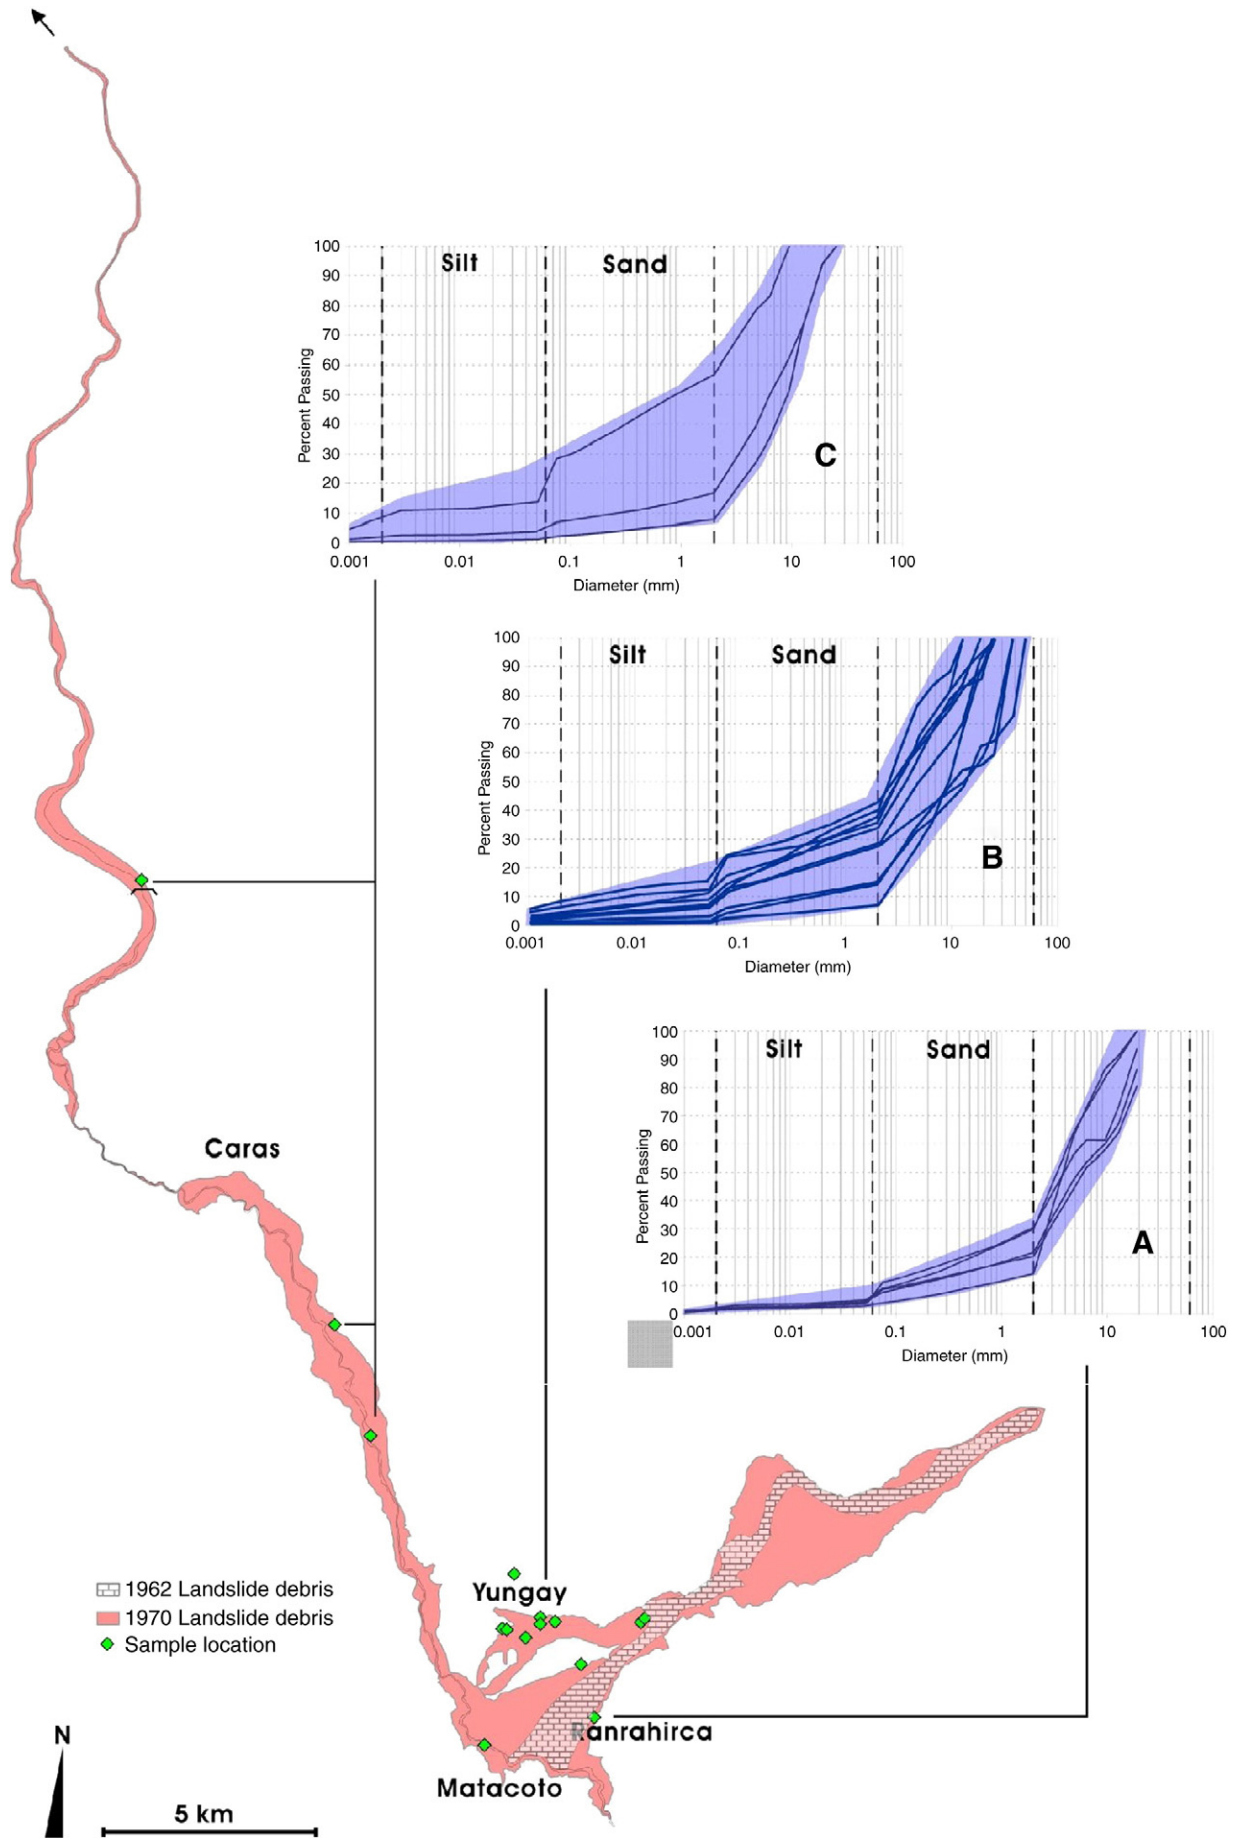 100
90
80
70
60
50
40
30
20
10
0
Percent Passing
Silt
Sand
C
0.001
0.01
0.1
1
10
100
Diameter (mm)
100
90
80
70
60
50
40
30
20
10
0
Percent Passing
Silt
Sand
B
0.001
0.01
0.1
1
10
100
Diameter (mm)
100
90
80
70
60
50
40
30
20
10
0
Percent Passing
Silt
Sand
A
0.001
0.01
0.1
1
10
100
Diameter (mm)
Caras
Yungay
Ranrahirca
Matacoto
1962 Landslide debris
1970 Landslide debris
Sample location
N
5 km